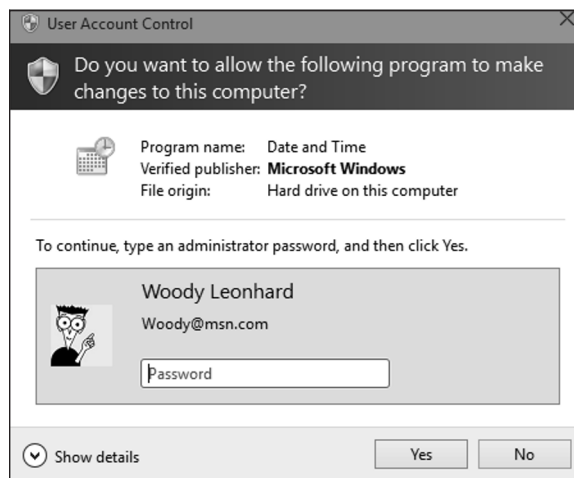 User Account Control
Do you want to allow the following program to make
changes to this computer?
Program name: Date and Time
Verified publisher: Microsoft Windows
File origin: Hard drive on this computer
To continue, type an administrator password, and then click Yes.
Woody Leonhard
Woody@msn.com
Password
Show details
Yes
No